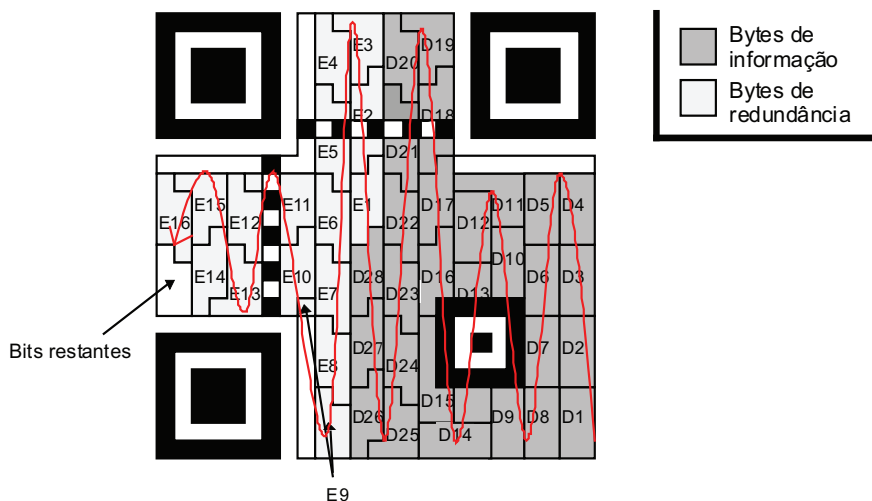 Bytes de
informação
Bytes de
redundância
E3
D19
E4
D20
E2
D18
E5
D21
E15
E11
E1
D17
D11
D5
D4
E16
E12
E6
D22
D12
D10
E14
E10
D28
D16
D6
D3
E13
E7
D23
D13
Bits restantes
D27
D7
D2
E8
D24
D15
D26
D9
D8
D1
D25
D14
E9